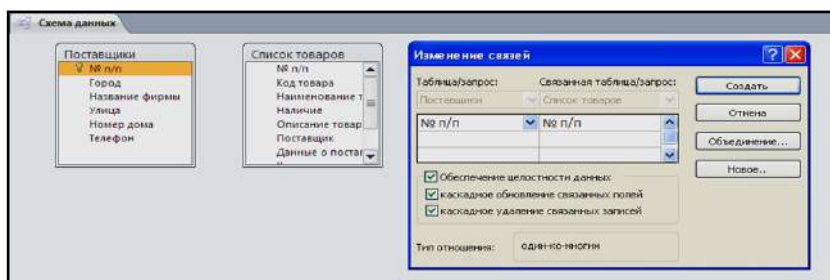 Схема данных
Поставщики
№ п/п
Город
Название фирмы
Улица
Номер дома
Телефон
Список товаров
№ п/п
Код товара
Наименование т
Наличие
Описание товар
Поставщик
Данные о постав
Изменение связей
Таблица/запрос: Связанная таблица/запрос:
Поставщики Список товаров
№ п/п № п/п
Обеспечение целостности данных
каскадное обновление связанных полей
каскадное удаление связанных записей
Тип отношения: один-ко-многим
Создать
Отмена
Объединение...
Новое..